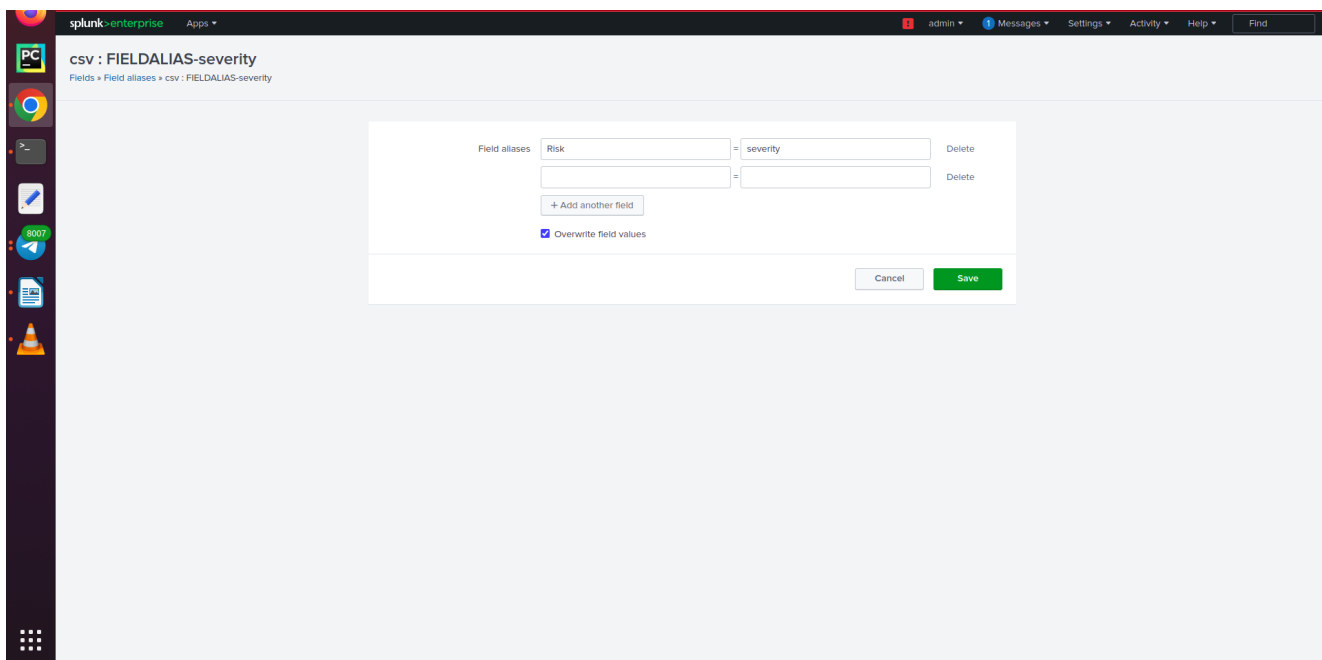 splunk>enterprise Apps ▾ ! admin ▾ 1 Messages ▾ Settings ▾ Activity ▾ Help ▾ Find
PC
csv : FIELDALIAS-severity
Fields » Field aliases » csv : FIELDALIAS-severity
>_
Field aliases Risk = severity Delete
= Delete
+ Add another field
8007
Overwrite field values
Cancel Save